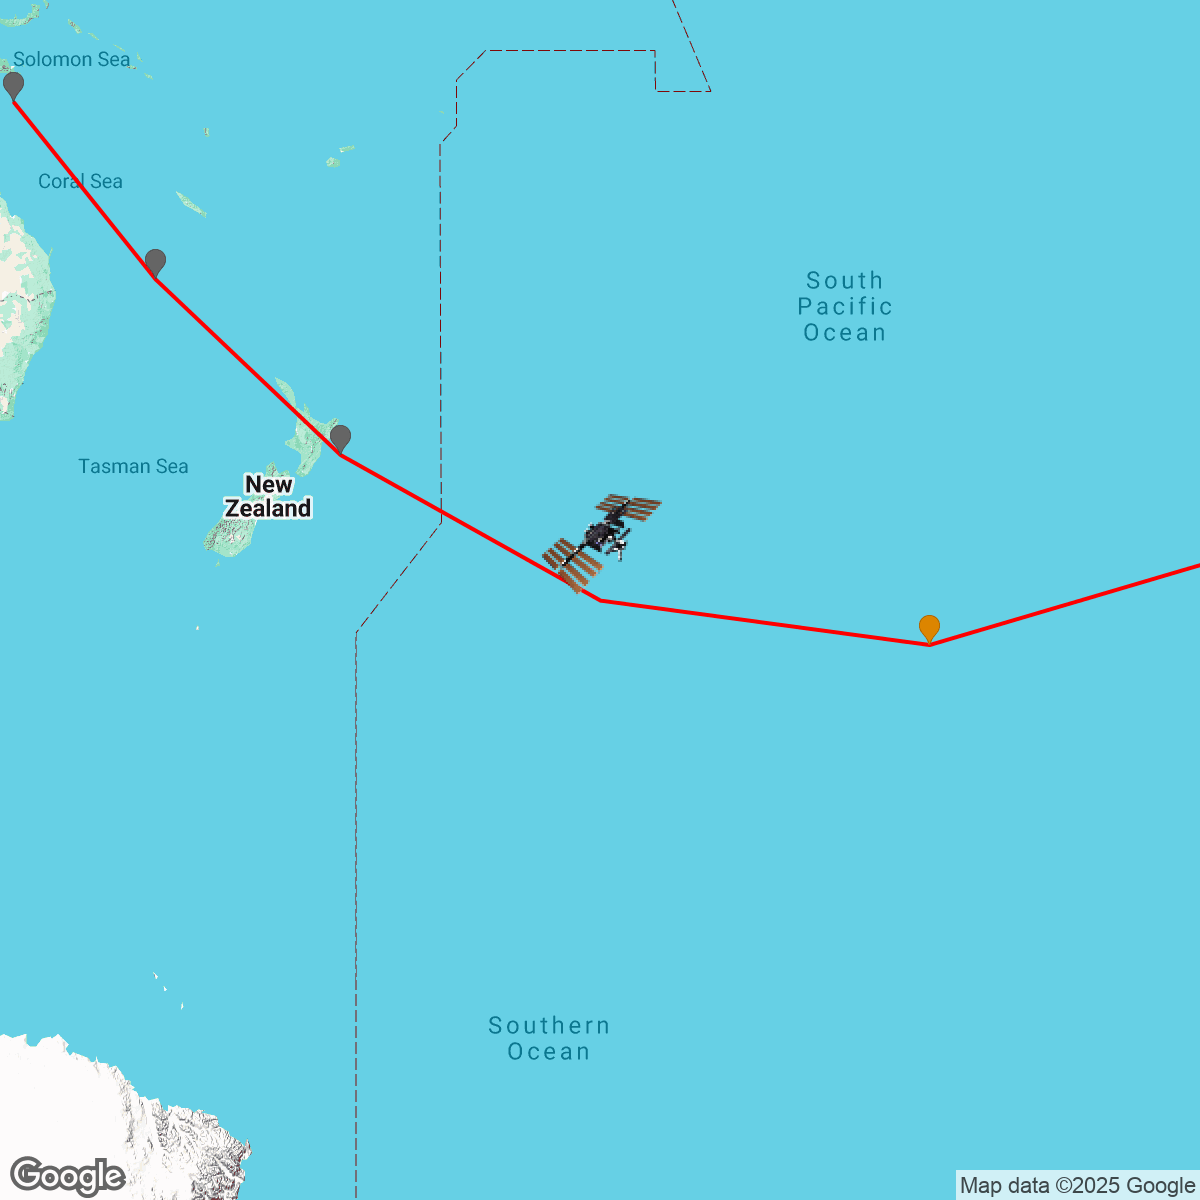 Solomon Sea
Coral Sea
South
Pacific
Ocean
Tasman Sea
New
Zealand
Southern
Ocean
Google
Map data ©2025 Google